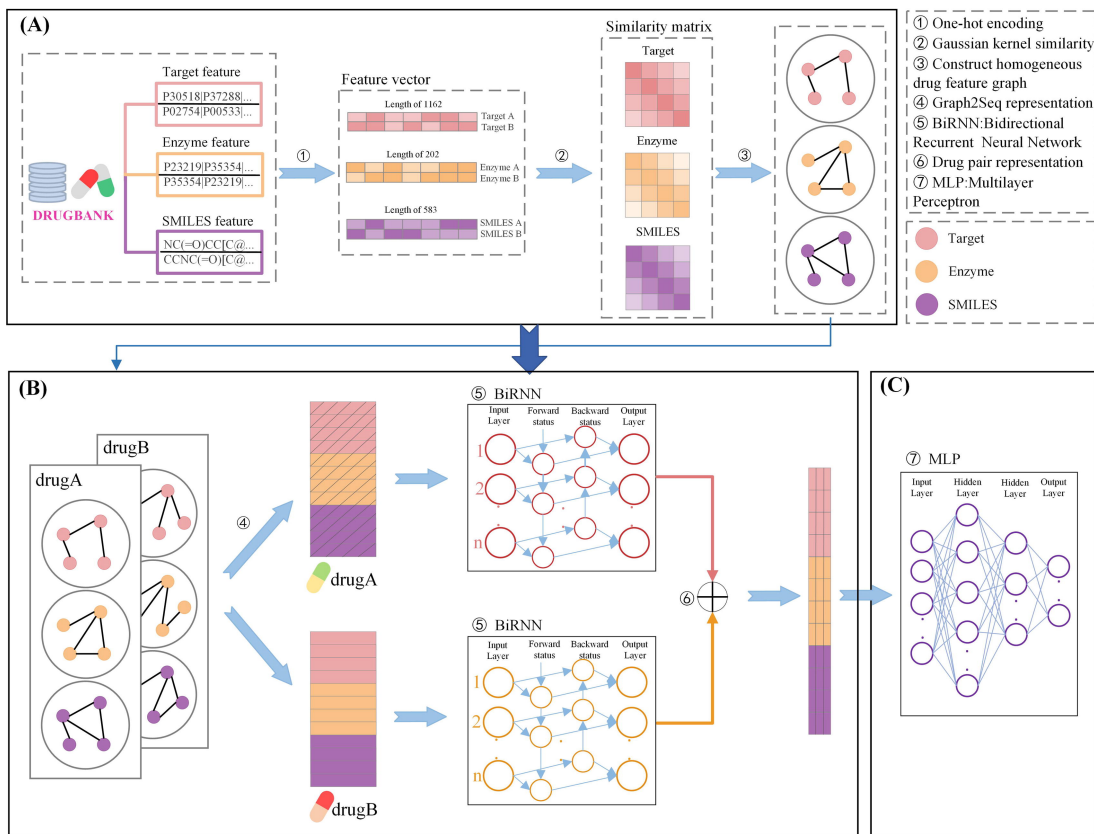 (A)
Target feature
P30518|P37288|...
P02754|P00533|...
Enzyme feature
P23219|P35354|...
P35354|P23219|...
SMILES feature
NC(=O)CC[C@...
CCNC(=O)[C@...
DRUGBANK
①
Feature vector
Length of 1162
Target A
Target B
Length of 202
Enzyme A
Enzyme B
Length of 583
SMILES A
SMILES B
②
Similarity matrix
Target
Enzyme
SMILES
③
① One-hot encoding
② Gaussian kernel similarity
③ Construct homogeneous
drug feature graph
④ Graph2Seq representation
⑤ BiRNN:Bidirectional
Recurrent Neural Network
⑥ Drug pair representation
⑦ MLP:Multilayer
Perceptron
Target
Enzyme
SMILES
(B)
drugB
drugA
④
drugA
drugB
⑤ BiRNN
Input Layer
Forward status
Backward status
Output Layer
1
2
n
⑤ BiRNN
Input Layer
Forward status
Backward status
Output Layer
1
2
n
⑥
(C)
⑦ MLP
Input Layer
Hidden Layer
Hidden Layer
Output Layer